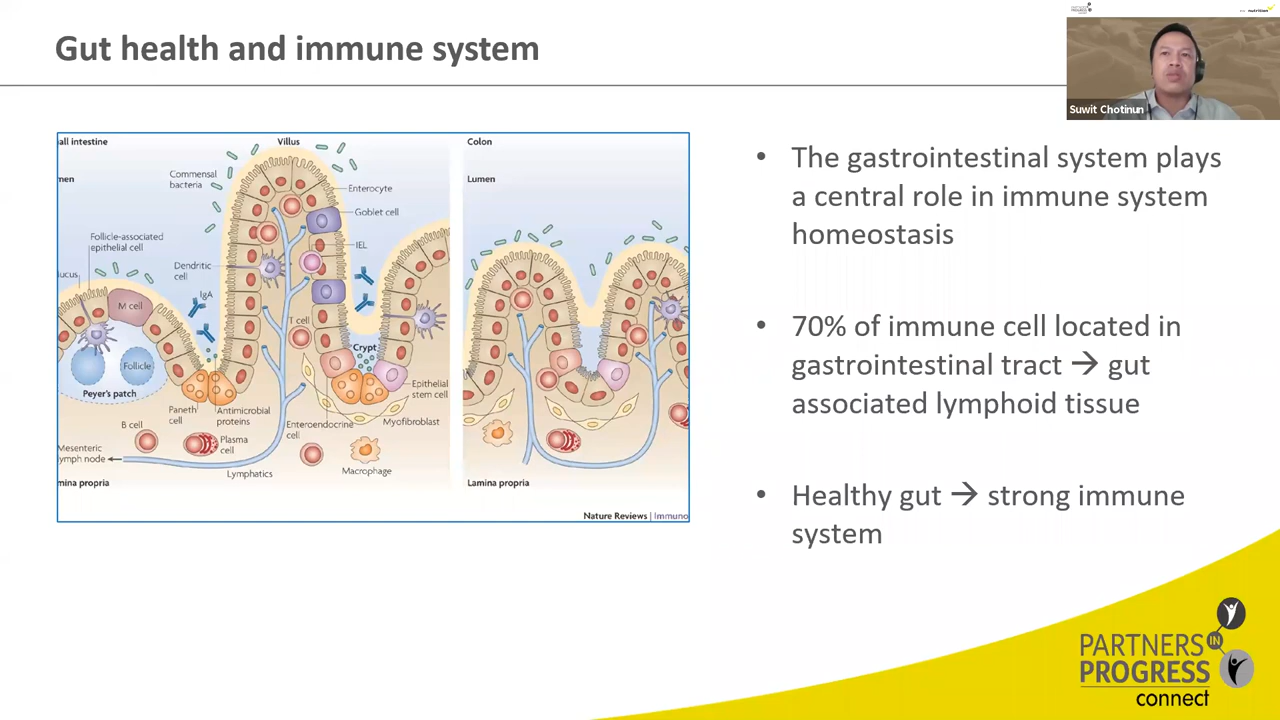 Gut health and immune system
Suwit Chotinun
all intestine
Villus
Colon
Commensal
bacteria
Lumen
Enterocyte
Goblet cell
Follicle-associated
epithelial cell
IEL
Dendritic
cell
IgA
M cell
T cell
Crypt
Follicle
Peyer's patch
Epithelial
stem cell
Paneth
cell
Antimicrobial
proteins
Myofibroblast
B cell
Plasma
cell
Enteroendocrine
cell
Mesenteric
lymph node
Lymphatics
Macrophage
mina propria
Lamina propria
Nature Reviews | Immuno
• The gastrointestinal system plays
a central role in immune system
homeostasis
• 70% of immune cell located in
gastrointestinal tract → gut
associated lymphoid tissue
• Healthy gut → strong immune
system
PARTNERS
IN
PROGRESS
connect